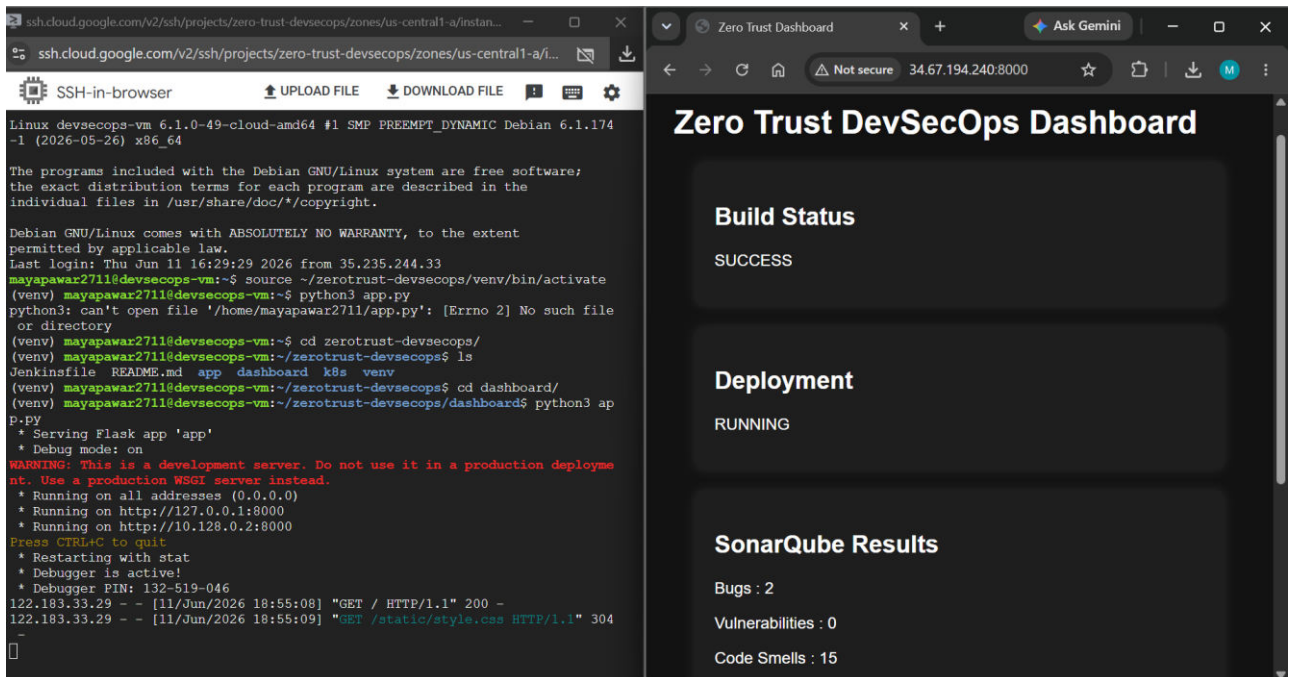 ssh.cloud.google.com/v2/ssh/projects/zero-trust-devsecops/zones/us-central1-a/instan...
ssh.cloud.google.com/v2/ssh/projects/zero-trust-devsecops/zones/us-central1-a/i...
SSH-in-browser
UPLOAD FILE
DOWNLOAD FILE
Linux devsecops-vm 6.1.0-49-cloud-amd64 #1 SMP PREEMPT_DYNAMIC Debian 6.1.174
-1 (2026-05-26) x86_64
The programs included with the Debian GNU/Linux system are free software;
the exact distribution terms for each program are described in the
individual files in /usr/share/doc/*/copyright.
Debian GNU/Linux comes with ABSOLUTELY NO WARRANTY, to the extent
permitted by applicable law.
Last login: Thu Jun 11 16:29:29 2026 from 35.235.244.33
mayapawar2711@devsecops-vm:~$ source ~/zerotrust-devsecops/venv/bin/activate
(venv) mayapawar2711@devsecops-vm:~$ python3 app.py
python3: can't open file '/home/mayapawar2711/app.py': [Errno 2] No such file
or directory
(venv) mayapawar2711@devsecops-vm:~$ cd zerotrust-devsecops/
(venv) mayapawar2711@devsecops-vm:~/zerotrust-devsecops$ ls
Jenkinsfile README.md app dashboard k8s venv
(venv) mayapawar2711@devsecops-vm:~/zerotrust-devsecops$ cd dashboard/
(venv) mayapawar2711@devsecops-vm:~/zerotrust-devsecops/dashboard$ python3 ap
p.py
* Serving Flask app 'app'
* Debug mode: on
WARNING: This is a development server. Do not use it in a production deployme
nt. Use a production WSGI server instead.
* Running on all addresses (0.0.0.0)
* Running on http://127.0.0.1:8000
* Running on http://10.128.0.2:8000
Press CTRL+C to quit
* Restarting with stat
* Debugger is active!
* Debugger PIN: 132-519-046
122.183.33.29 - - [11/Jun/2026 18:55:08] "GET / HTTP/1.1" 200 -
122.183.33.29 - - [11/Jun/2026 18:55:09] "GET /static/style.css HTTP/1.1" 304
-
Zero Trust Dashboard
Ask Gemini
Not secure
34.67.194.240:8000
M
Zero Trust DevSecOps Dashboard
Build Status
SUCCESS
Deployment
RUNNING
SonarQube Results
Bugs : 2
Vulnerabilities : 0
Code Smells : 15